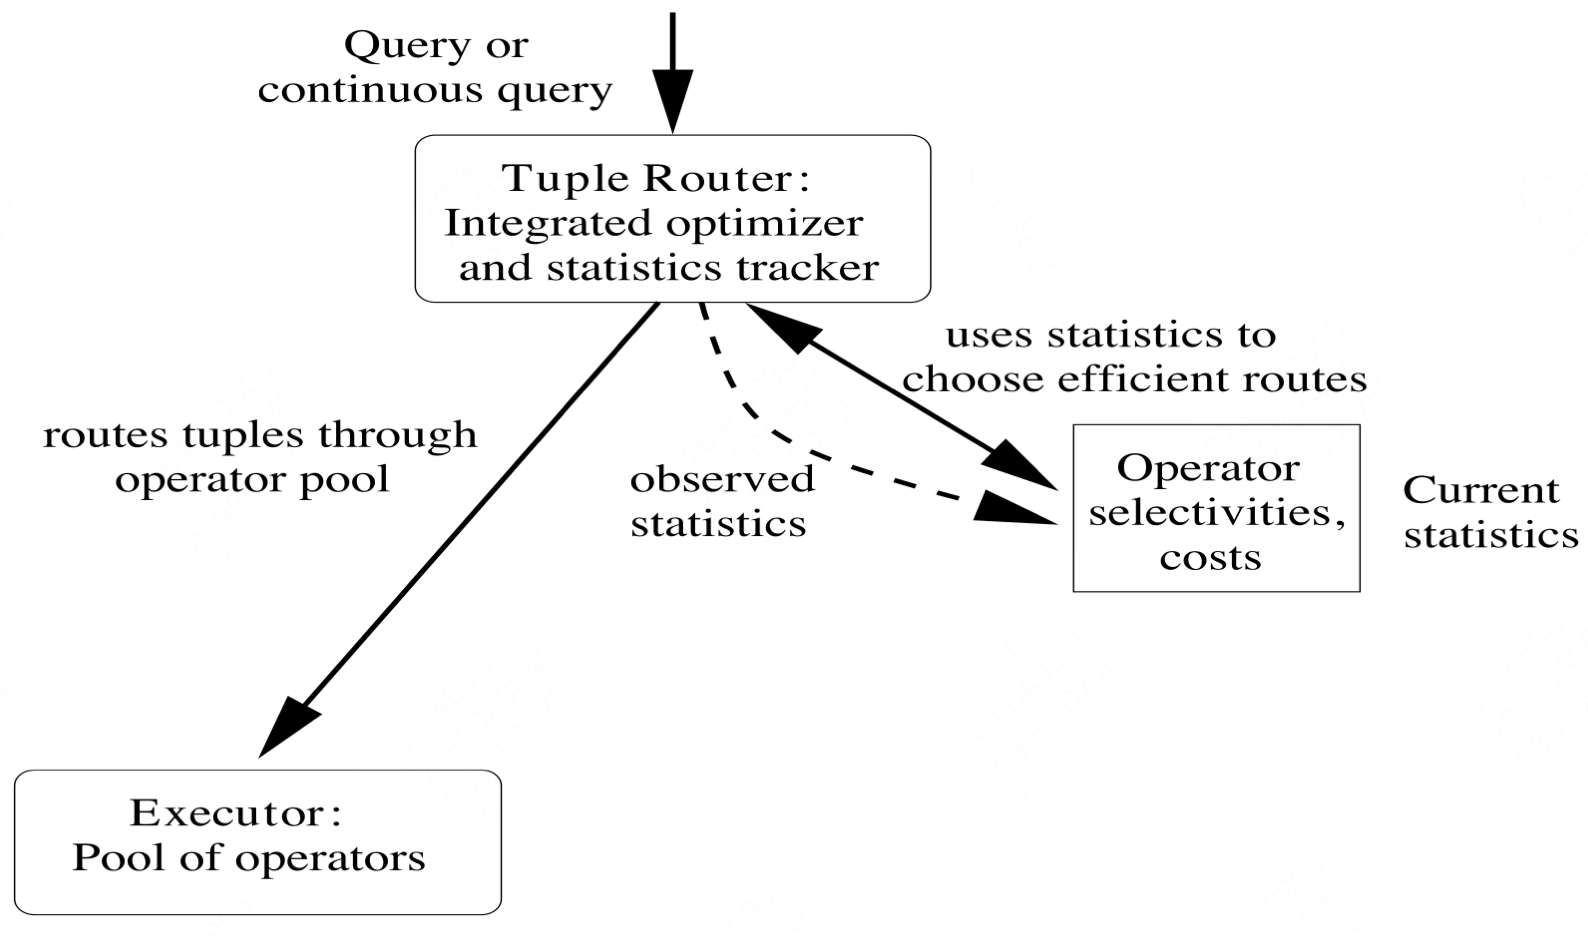 Query or
continuous query
Tuple Router:
Integrated optimizer
and statistics tracker
uses statistics to
choose efficient routes
routes tuples through
operator pool
observed
statistics
Operator
selectivities,
costs
Current
statistics
Executor:
Pool of operators